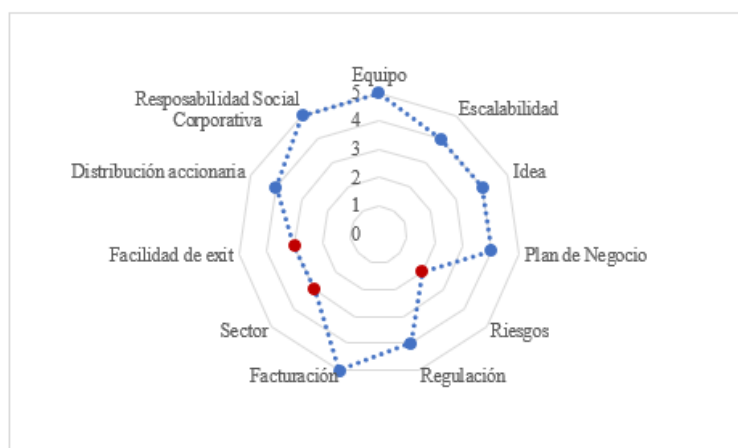 Equipo
Resposabilidad Social
Corporativa
Escalabilidad
Distribución accionaria
Idea
Facilidad de exit
Plan de Negocio
Sector
Riesgos
Facturación
Regulación
5
4
3
2
1
0